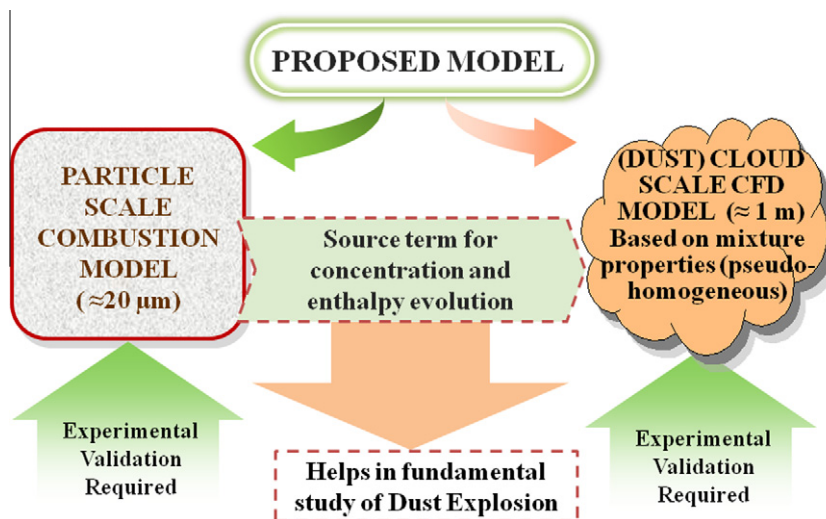 PROPOSED MODEL
PARTICLE
SCALE
COMBUSTION
MODEL
(≈20 μm)
Source term for
concentration and
enthalpy evolution
(DUST) CLOUD
SCALE CFD
MODEL (≈ 1 m)
Based on mixture
properties (pseudo-
homogeneous)
Experimental
Validation
Required
Helps in fundamental
study of Dust Explosion
Experimental
Validation
Required